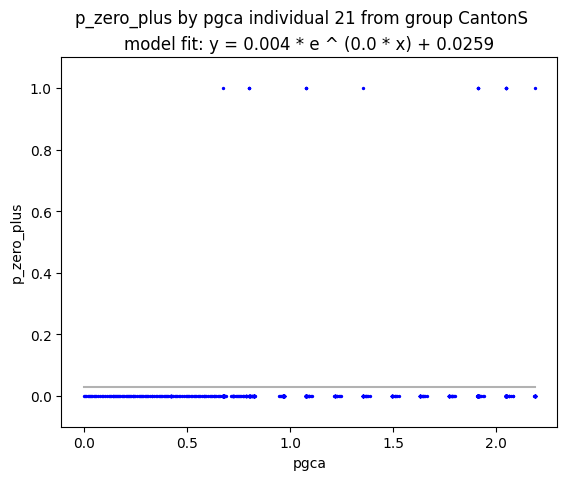 p_zero_plus by pgca individual 21 from group CantonS
model fit: y = 0.004 * e ^ (0.0 * x) + 0.0259
1.0
0.8
0.6
0.4
0.2
0.0
p_zero_plus
0.0 0.5 1.0 1.5 2.0
pgca